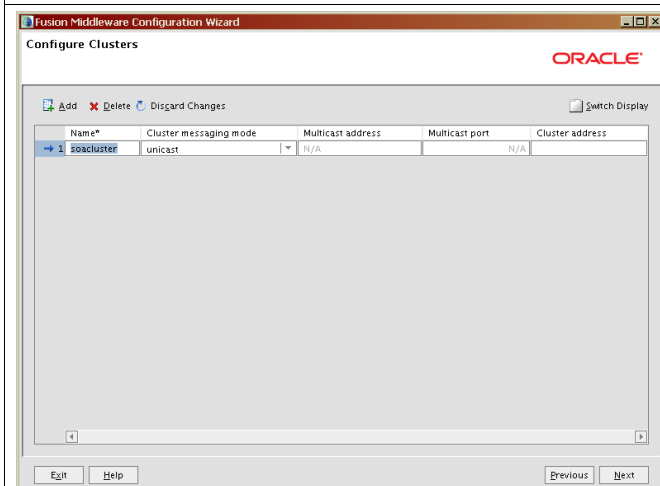 Fusion Middleware Configuration Wizard
Configure Clusters
ORACLE
Add Delete Discard Changes Switch Display
Name* Cluster messaging mode Multicast address Multicast port Cluster address
1 soacluster unicast N/A N/A
Exit Help Previous Next